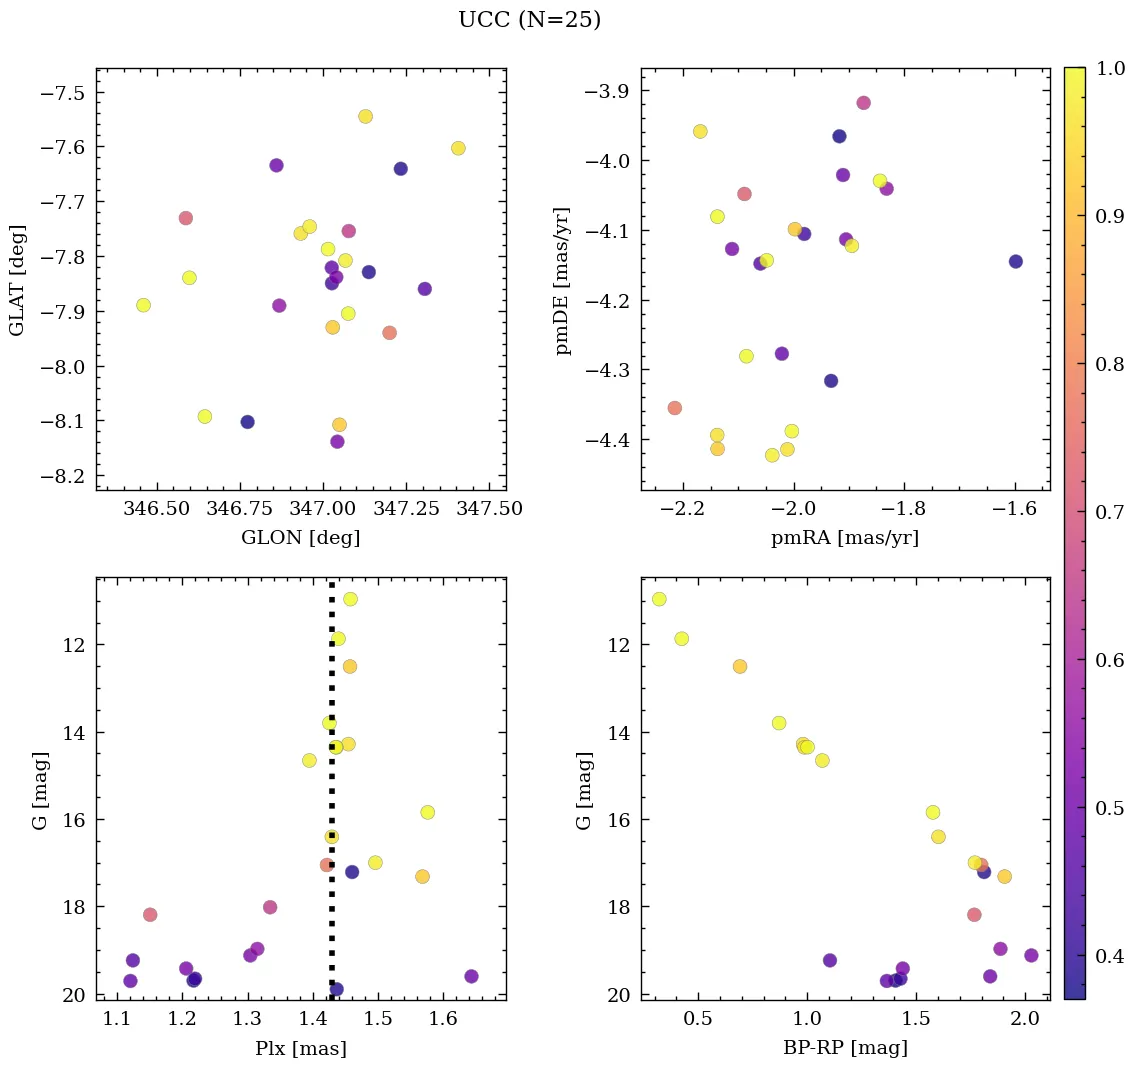 UCC (N=25)
−7.5
−7.6
−7.7
−7.8
−7.9
−8.0
−8.1
−8.2
GLAT [deg]
346.50 346.75 347.00 347.25 347.50
GLON [deg]
−3.9
−4.0
−4.1
−4.2
−4.3
−4.4
pmDE [mas/yr]
−2.2 −2.0 −1.8 −1.6
pmRA [mas/yr]
1.0
0.9
0.8
0.7
0.6
0.5
0.4
12
14
16
18
20
G [mag]
1.1 1.2 1.3 1.4 1.5 1.6
Plx [mas]
12
14
16
18
20
G [mag]
0.5 1.0 1.5 2.0
BP-RP [mag]